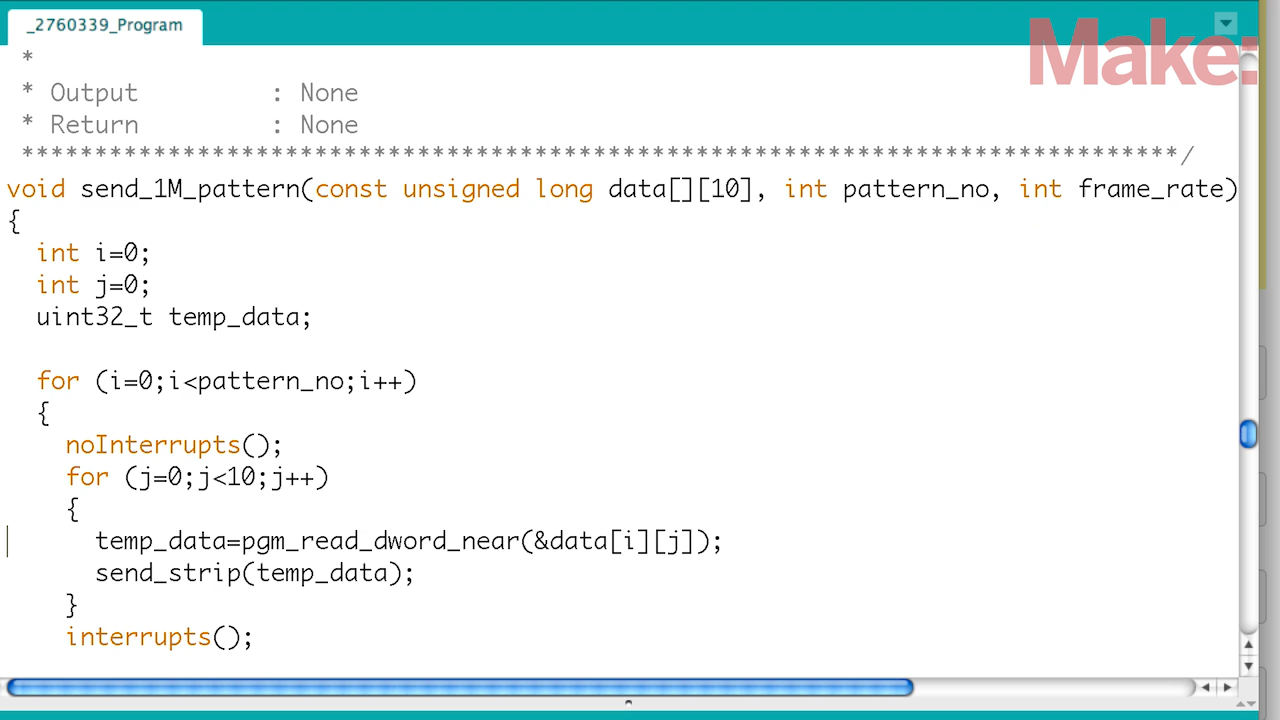 _2760339_Program
Make:
*
* Output : None
* Return : None
*******************************************************************************/
void send_1M_pattern(const unsigned long data[][10], int pattern_no, int frame_rate)
{
int i=0;
int j=0;
uint32_t temp_data;
for (i=0;i<pattern_no;i++)
{
noInterrupts();
for (j=0;j<10;j++)
{
temp_data=pgm_read_dword_near(&data[i][j]);
send_strip(temp_data);
}
interrupts();